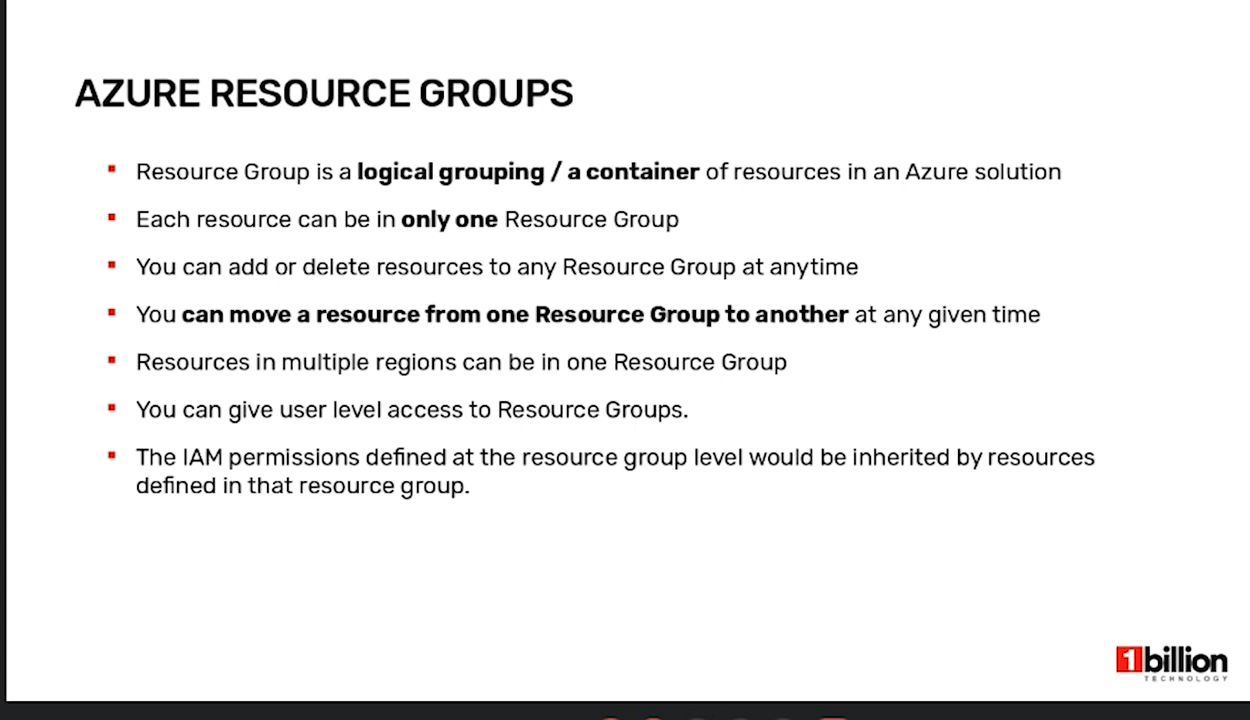 AZURE RESOURCE GROUPS
Resource Group is a logical grouping / a container of resources in an Azure solution
Each resource can be in only one Resource Group
You can add or delete resources to any Resource Group at anytime
You can move a resource from one Resource Group to another at any given time
Resources in multiple regions can be in one Resource Group
You can give user level access to Resource Groups.
The IAM permissions defined at the resource group level would be inherited by resources
defined in that resource group.
1billion
TECHNOLOGY